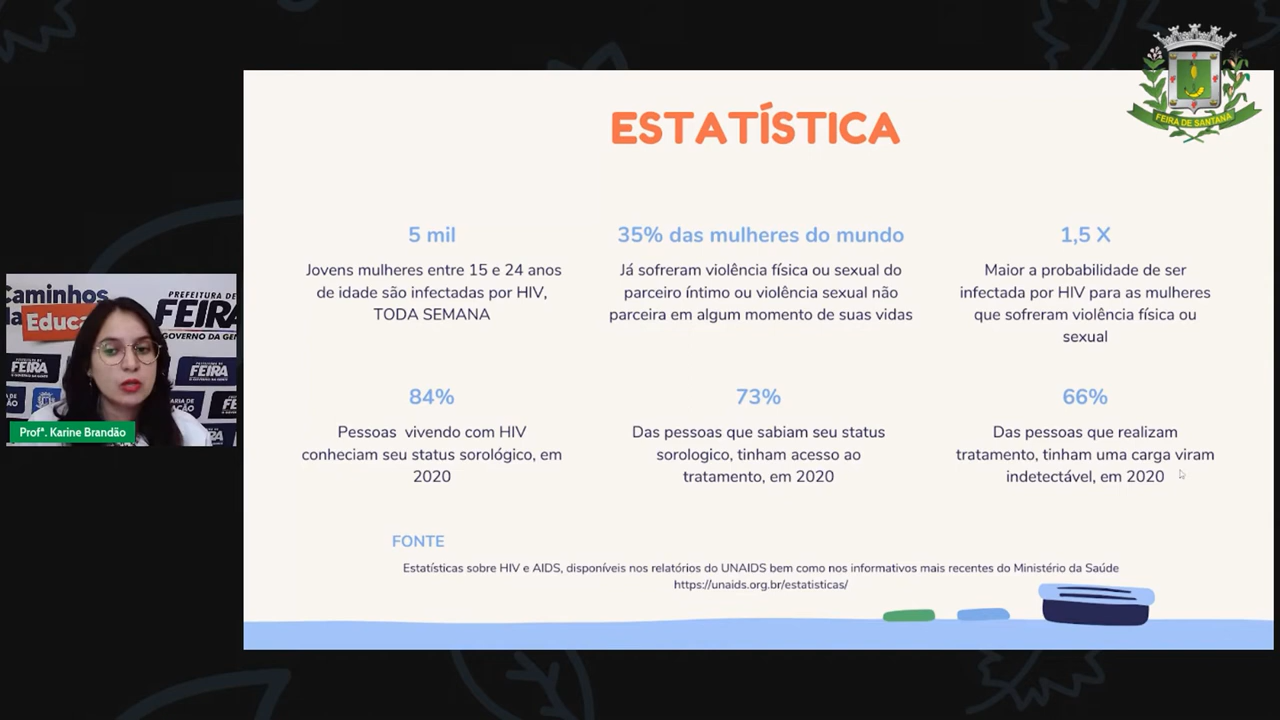 FEIRA DE SANTANA
ESTATÍSTICA
5 mil
Jovens mulheres entre 15 e 24 anos
de idade são infectadas por HIV,
TODA SEMANA
35% das mulheres do mundo
Já sofreram violência física ou sexual do
parceiro íntimo ou violência sexual não
parceira em algum momento de suas vidas
1,5 X
Maior a probabilidade de ser
infectada por HIV para as mulheres
que sofreram violência física ou
sexual
84%
Pessoas vivendo com HIV
conheciam seu status sorológico, em
2020
73%
Das pessoas que sabiam seu status
sorologico, tinham acesso ao
tratamento, em 2020
66%
Das pessoas que realizam
tratamento, tinham uma carga viram
indetectável, em 2020
FONTE
Estatísticas sobre HIV e AIDS, disponíveis nos relatórios do UNAIDS bem como nos informativos mais recentes do Ministério da Saúde
https://unaids.org.br/estatisticas/
Caminhos
da Educa
PREFEITURA DE
FEIRA
GOVERNO DA GEN
FEIRA
FEIRA
Profª. Karine Brandão